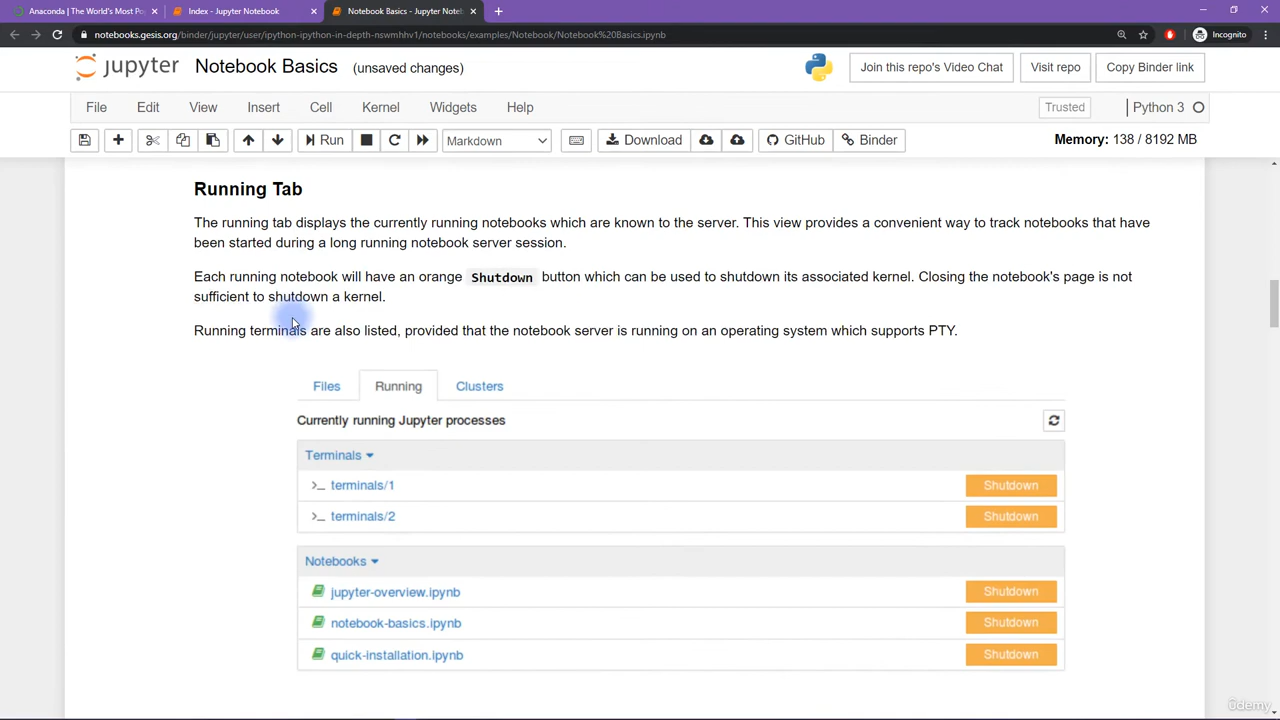 Anaconda | The World's Most Po
Index - Jupyter Notebook
Notebook Basics - Jupyter Note
Incognito
notebooks.gesis.org/binder/jupyter/user/ipython-ipython-in-depth-nswmhhv1/notebooks/examples/Notebook/Notebook%20Basics.ipynb
jupyter Notebook Basics (unsaved changes)
Join this repo's Video Chat
Visit repo
Copy Binder link
File Edit View Insert Cell Kernel Widgets Help
Trusted
Python 3
Run
Markdown
Download
GitHub
Binder
Memory: 138 / 8192 MB
Running Tab
The running tab displays the currently running notebooks which are known to the server. This view provides a convenient way to track notebooks that have
been started during a long running notebook server session.
Each running notebook will have an orange Shutdown button which can be used to shutdown its associated kernel. Closing the notebook's page is not
sufficient to shutdown a kernel.
Running terminals are also listed, provided that the notebook server is running on an operating system which supports PTY.
Files Running Clusters
Currently running Jupyter processes
Terminals
terminals/1 Shutdown
terminals/2 Shutdown
Notebooks
jupyter-overview.ipynb Shutdown
notebook-basics.ipynb Shutdown
quick-installation.ipynb Shutdown
ûdemy